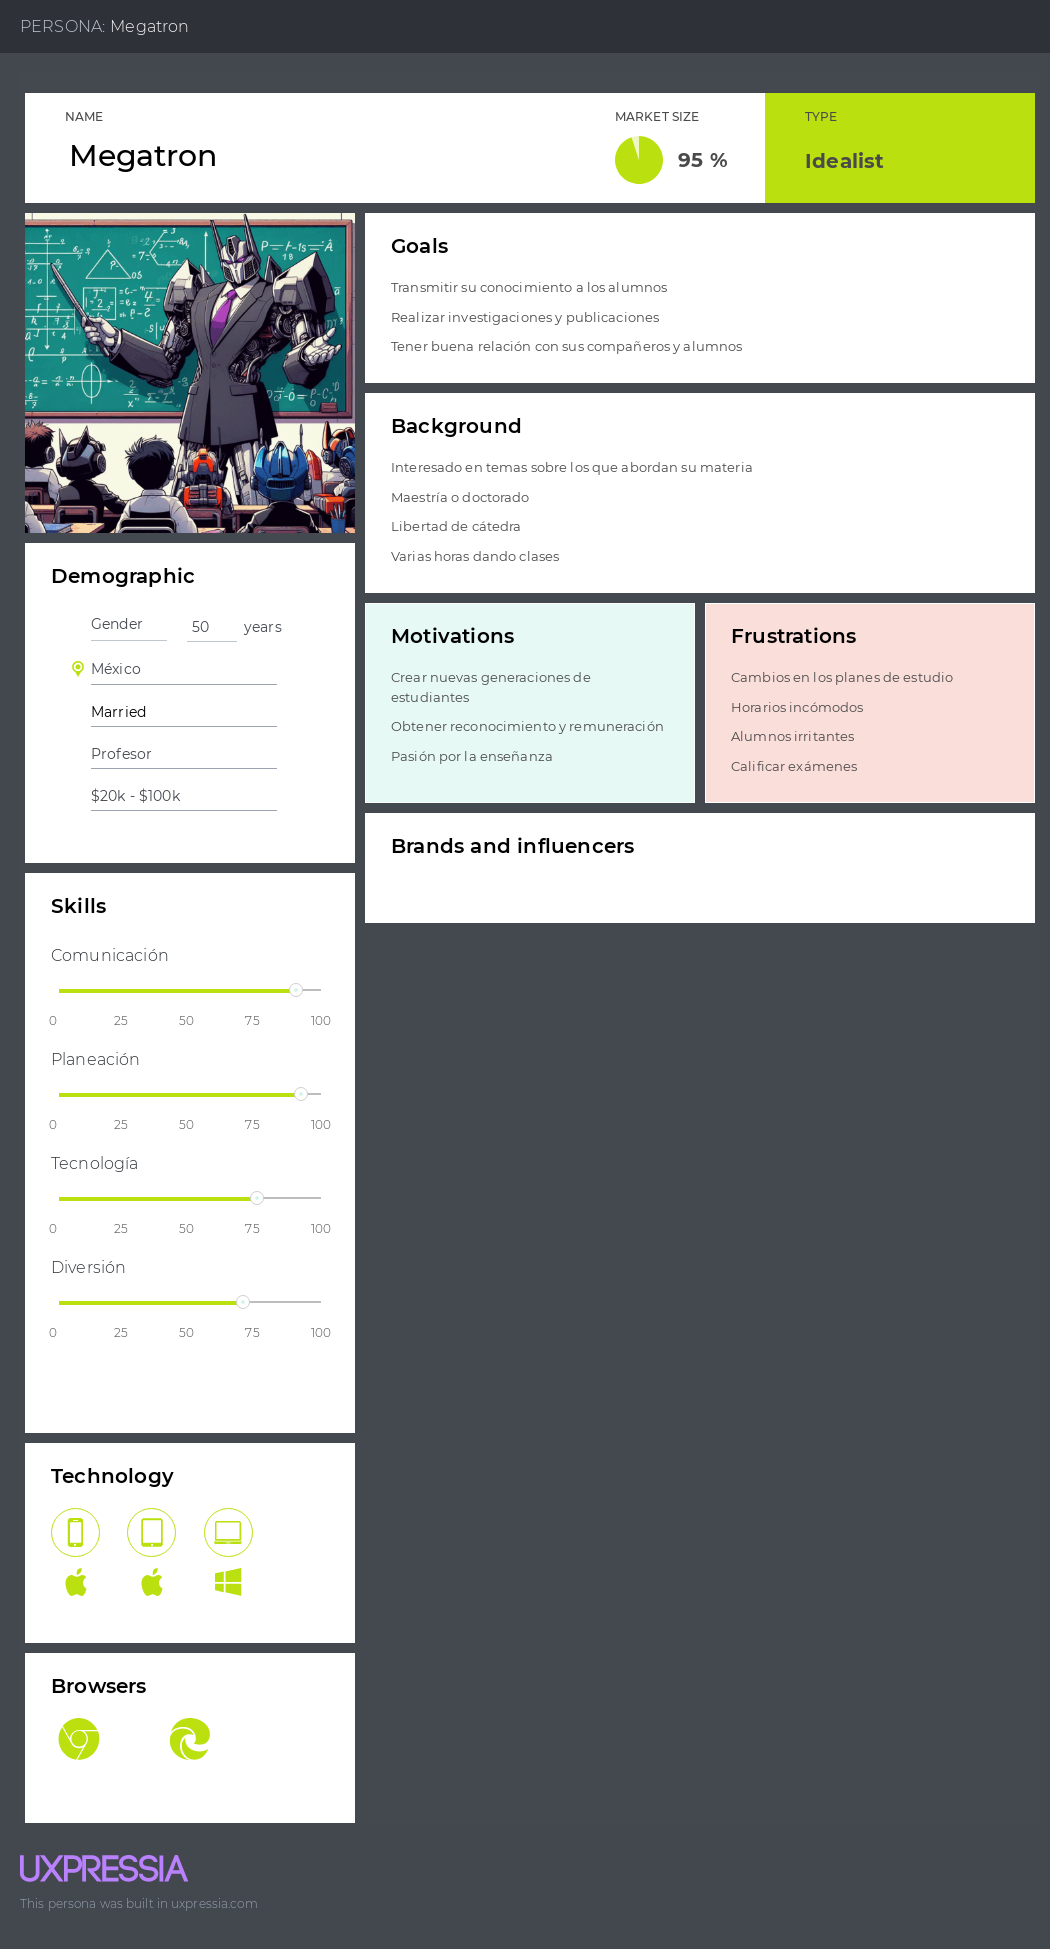 PERSONA: Megatron
NAME
Megatron
MARKET SIZE
95 %
TYPE
Idealist
Goals
Transmitir su conocimiento a los alumnos
Realizar investigaciones y publicaciones
Tener buena relación con sus compañeros y alumnos
Background
Interesado en temas sobre los que abordan su materia
Maestría o doctorado
Libertad de cátedra
Varias horas dando clases
Demographic
Gender
50 years
México
Married
Profesor
$20k - $100k
Motivations
Crear nuevas generaciones de
estudiantes
Obtener reconocimiento y remuneración
Pasión por la enseñanza
Frustrations
Cambios en los planes de estudio
Horarios incómodos
Alumnos irritantes
Calificar exámenes
Brands and influencers
Skills
Comunicación
0 25 50 75 100
Planeación
0 25 50 75 100
Tecnología
0 25 50 75 100
Diversión
0 25 50 75 100
Technology
Browsers
UXPRESSIA
This persona was built in uxpressia.com